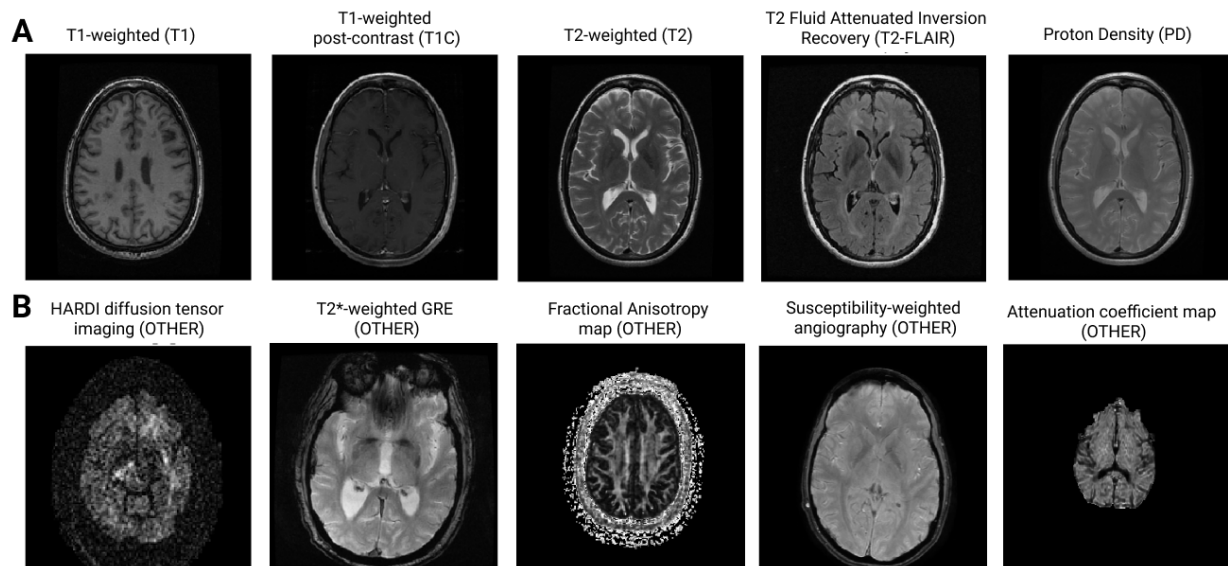 A
T1-weighted (T1)
T1-weighted
post-contrast (T1C)
T2-weighted (T2)
T2 Fluid Attenuated Inversion
Recovery (T2-FLAIR)
Proton Density (PD)
B
HARDI diffusion tensor
imaging (OTHER)
T2*-weighted GRE
(OTHER)
Fractional Anisotropy
map (OTHER)
Susceptibility-weighted
angiography (OTHER)
Attenuation coefficient map
(OTHER)